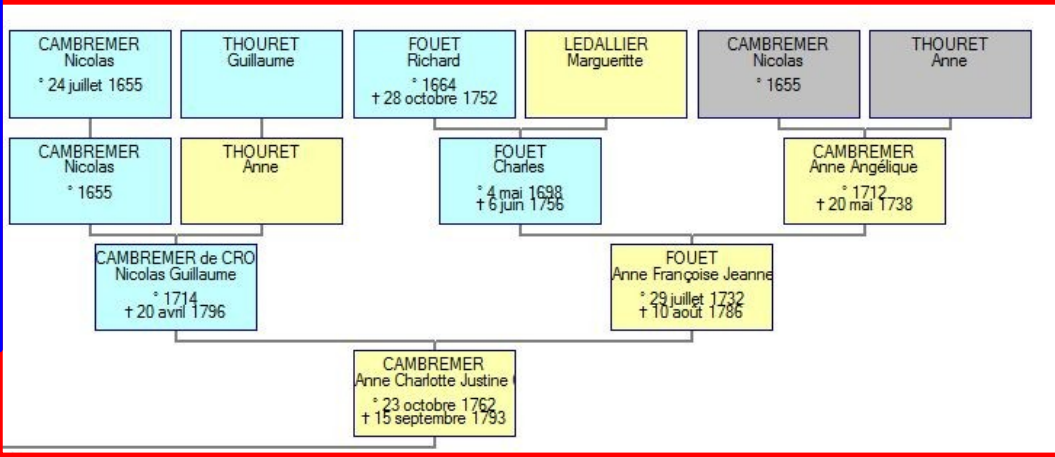 CAMBREMER
Nicolas
° 24 juillet 1655
THOURET
Guillaume
FOUET
Richard
° 1664
† 28 octobre 1752
LEDALLIER
Margueritte
CAMBREMER
Nicolas
° 1655
THOURET
Anne
CAMBREMER
Nicolas
° 1655
THOURET
Anne
FOUET
Charles
° 4 mai 1698
† 6 juin 1756
CAMBREMER
Anne Angélique
° 1712
† 20 mai 1738
CAMBREMER de CRO
Nicolas Guillaume
° 1714
† 20 avril 1796
FOUET
Anne Françoise Jeanne
° 29 juillet 1732
† 10 août 1786
CAMBREMER
Anne Charlotte Justine
° 23 octobre 1762
† 15 septembre 1793